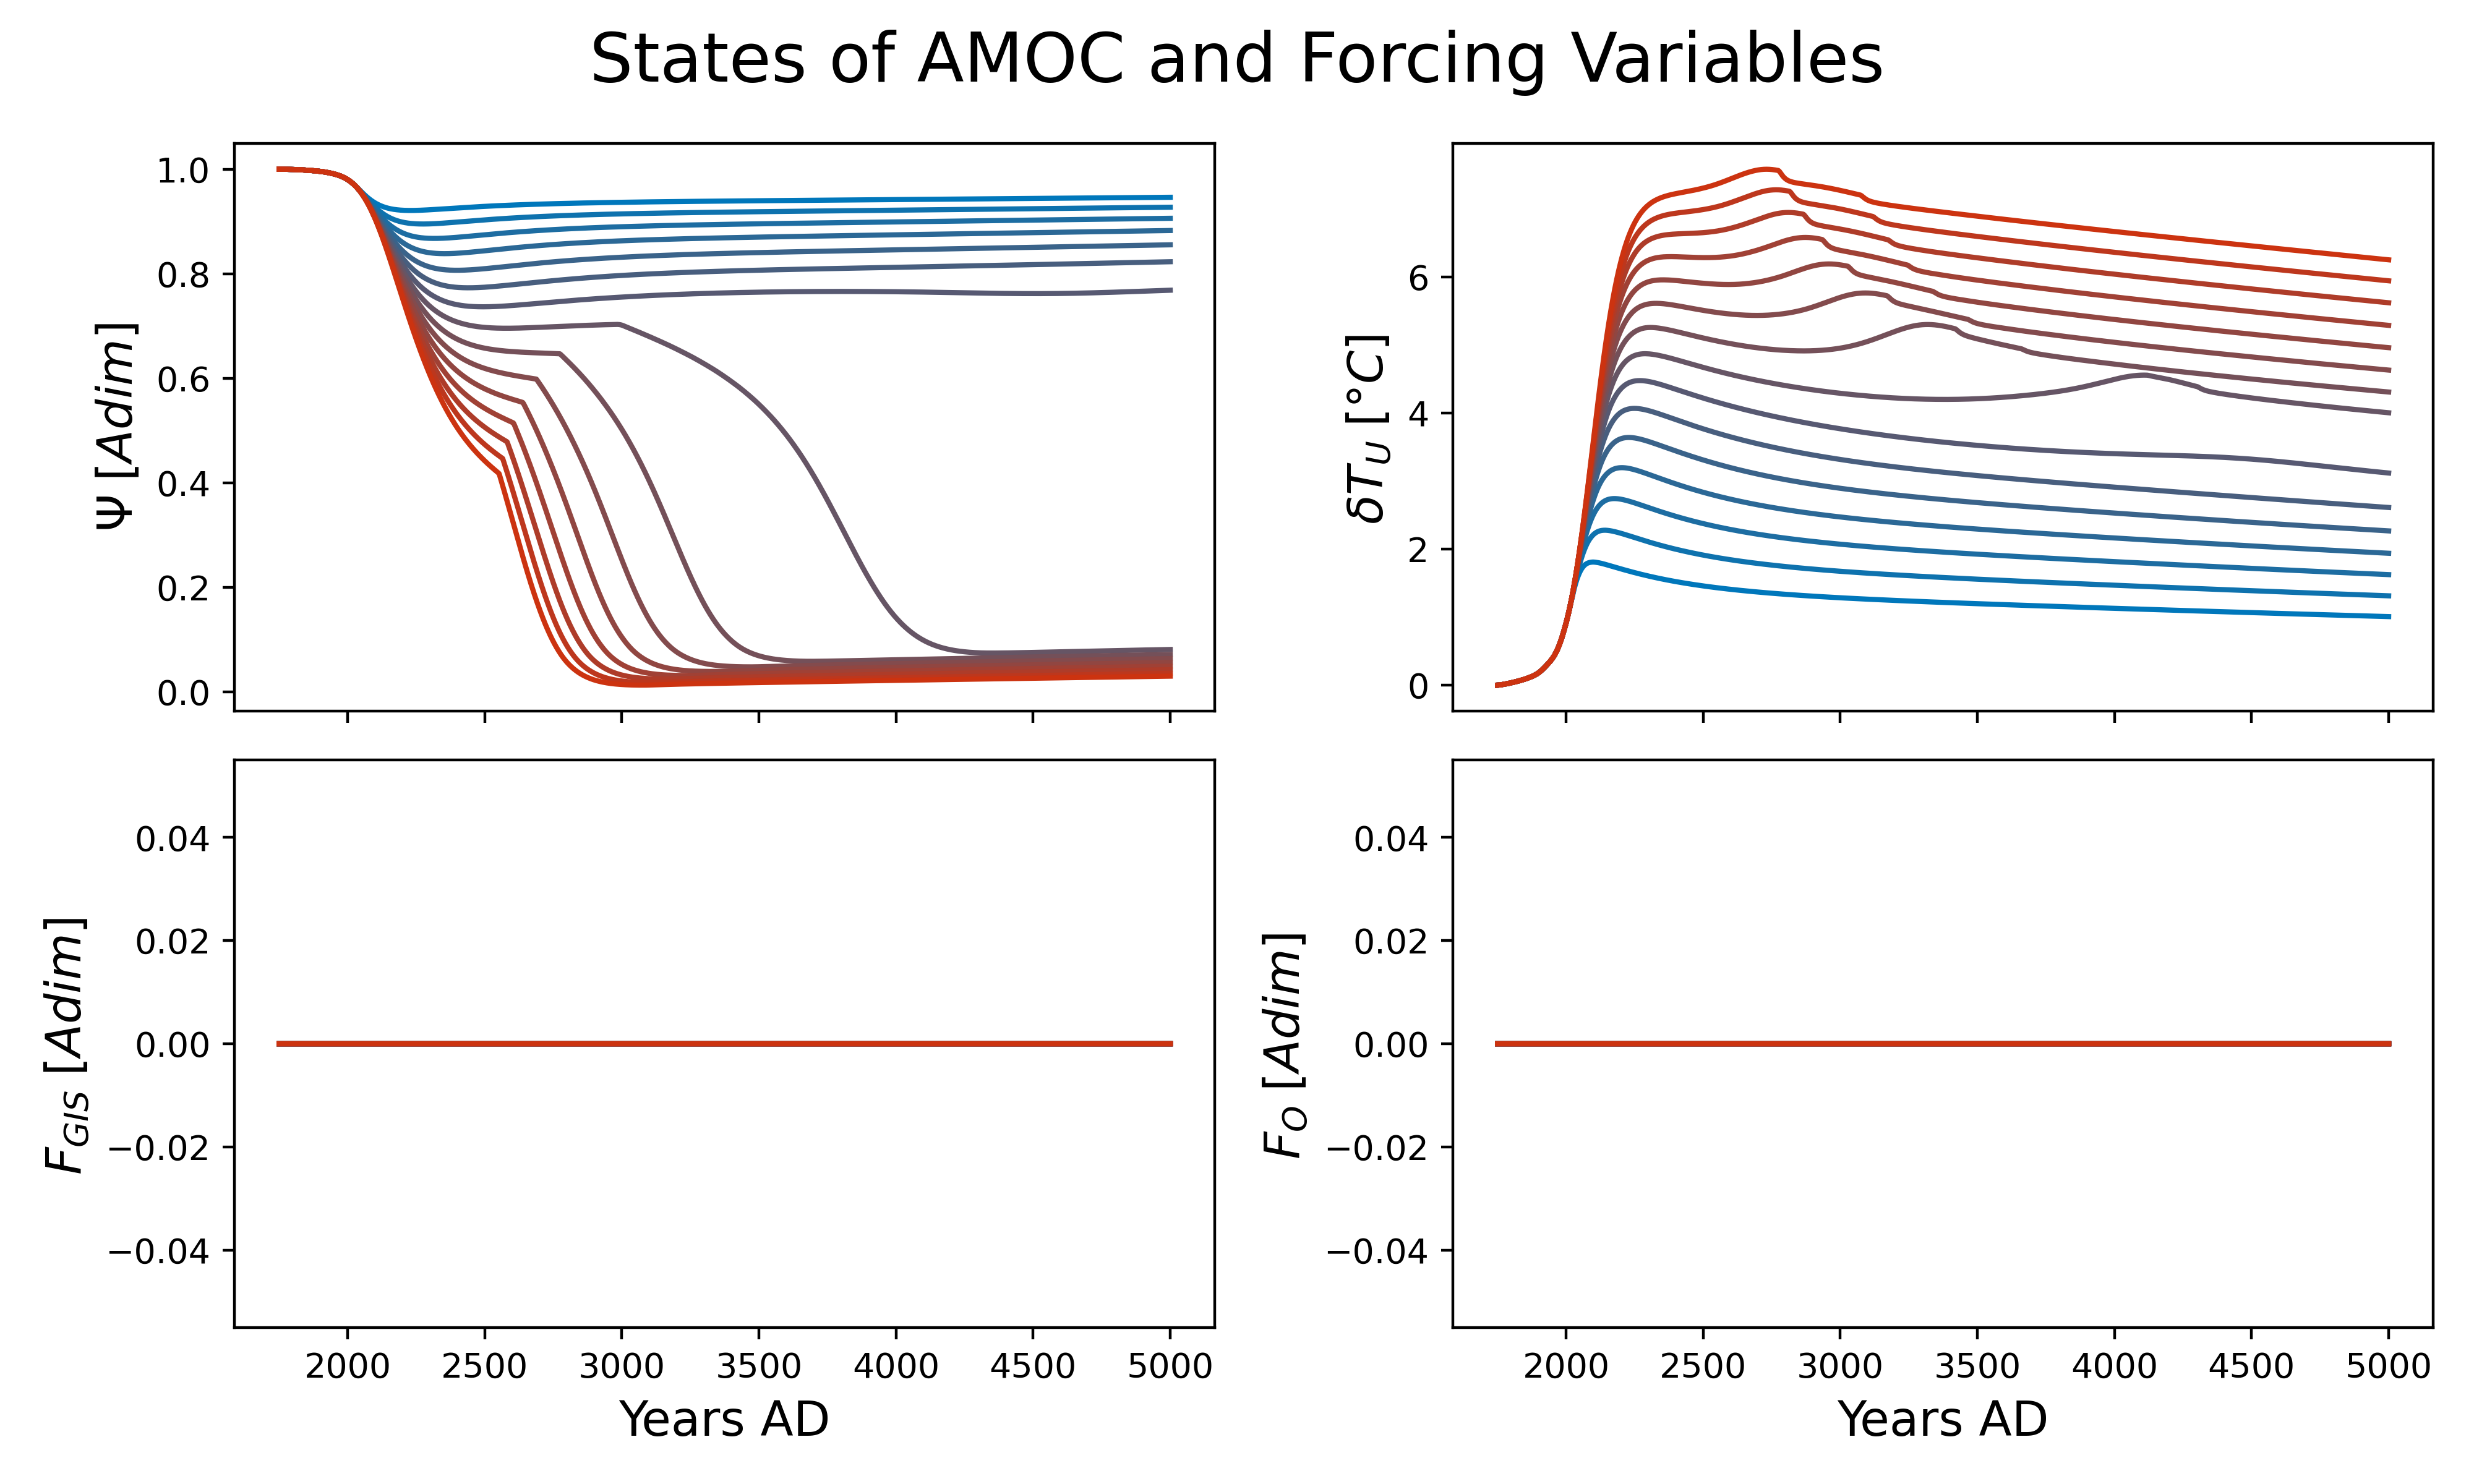 States of AMOC and Forcing Variables
Ψ [Adim]
1.0
0.8
0.6
0.4
0.2
0.0
δT_U [°C]
6
4
2
0
F_GIS [Adim]
0.04
0.02
0.00
−0.02
−0.04
2000 2500 3000 3500 4000 4500 5000
Years AD
F_O [Adim]
0.04
0.02
0.00
−0.02
−0.04
2000 2500 3000 3500 4000 4500 5000
Years AD